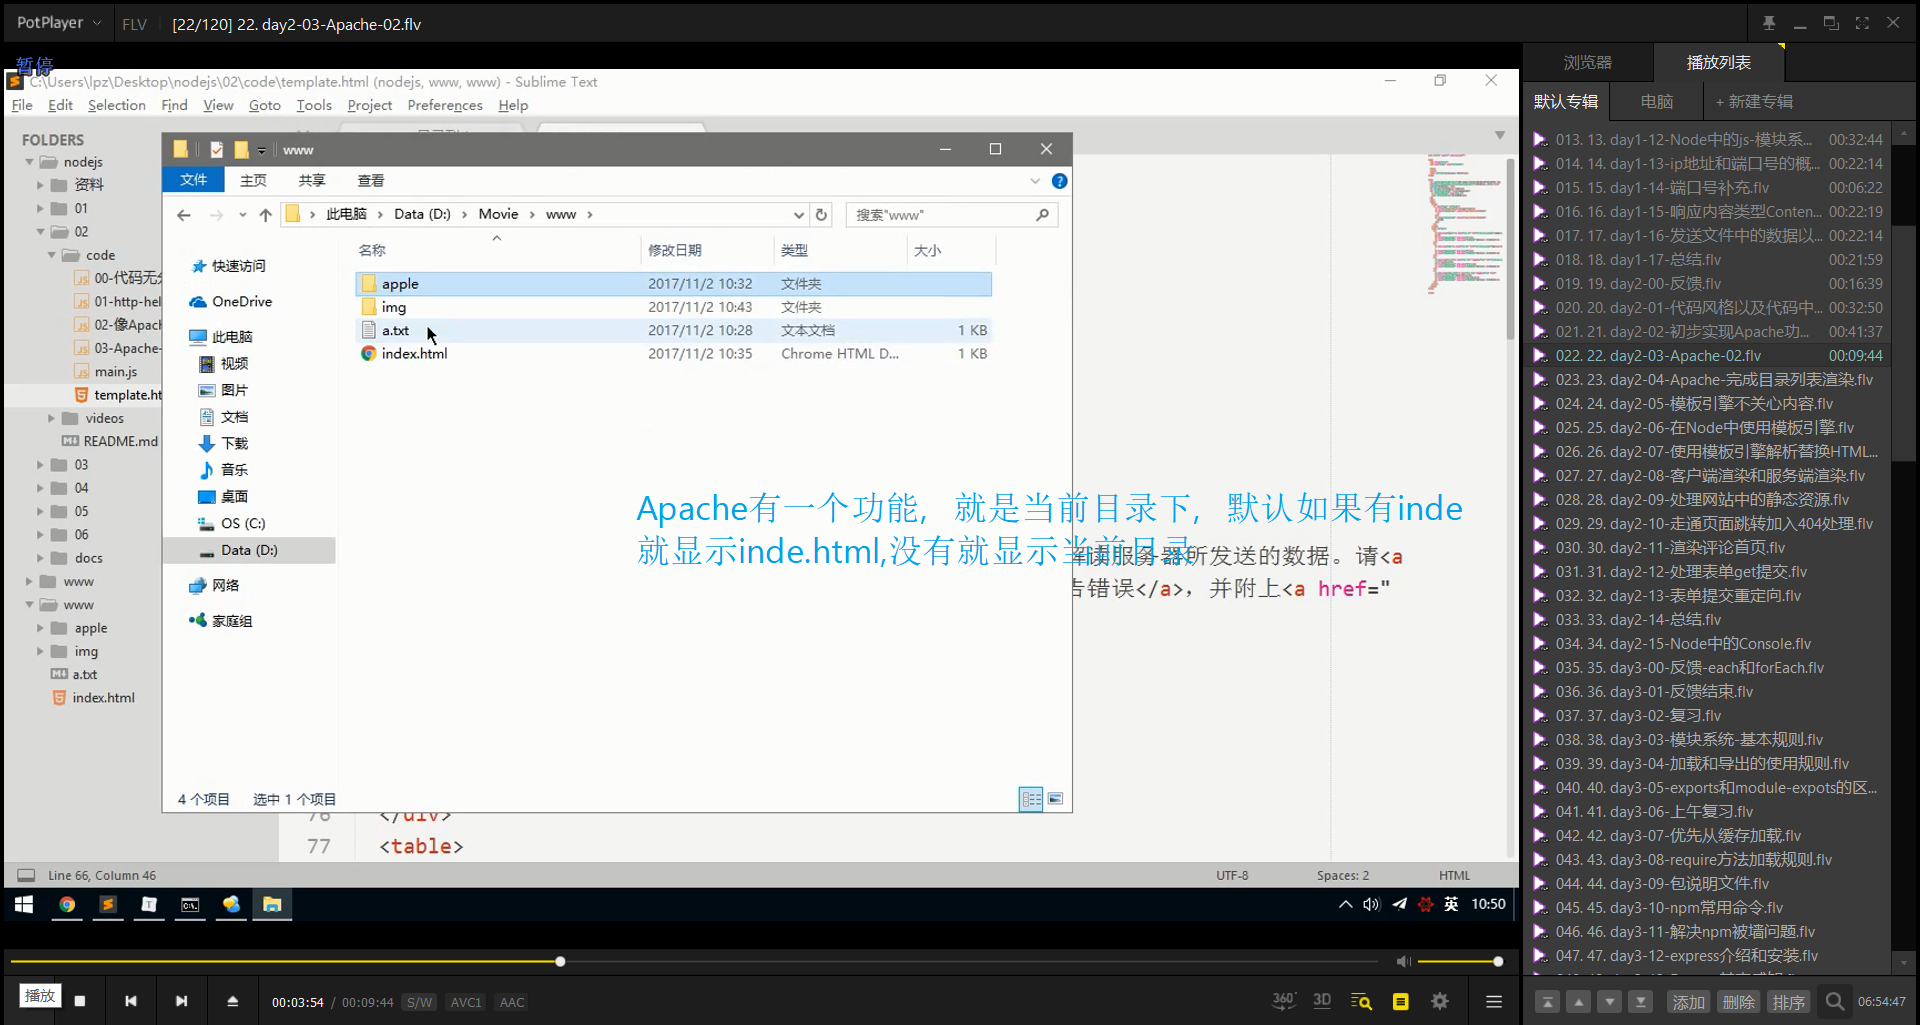 PotPlayer
FLV
[22/120] 22. day2-03-Apache-02.flv
暂停
C:\Users\lpz\Desktop\nodejs\02\code\template.html (nodejs, www, www) - Sublime Text
File Edit Selection Find View Goto Tools Project Preferences Help
FOLDERS
nodejs
资料
01
02
code
00-代码无分
01-http-hel
02-像Apach
03-Apache-
main.js
template.ht
videos
README.md
03
04
05
06
docs
www
www
apple
img
a.txt
index.html
www
文件 主页 共享 查看
此电脑 › Data (D:) › Movie › www ›
搜索"www"
名称 修改日期 类型 大小
apple 2017/11/2 10:32 文件夹
img 2017/11/2 10:43 文件夹
a.txt 2017/11/2 10:28 文本文档 1 KB
index.html 2017/11/2 10:35 Chrome HTML D... 1 KB
快速访问
OneDrive
此电脑
视频
图片
文档
下载
音乐
桌面
OS (C:)
Data (D:)
网络
家庭组
4 个项目 选中 1 个项目
Apache有一个功能，就是当前目录下，默认如果有inde
就显示inde.html,没有就显示当前目录
读服务器所发送的数据。请<a
告错误</a>，并附上<a href="
76 </div>
77 <table>
Line 66, Column 46
UTF-8
Spaces: 2
HTML
英
10:50
播放
00:03:54 / 00:09:44 S/W AVC1 AAC
360° 3D
浏览器 播放列表
默认专辑 电脑 + 新建专辑
013. 13. day1-12-Node中的js-模块系... 00:32:44
014. 14. day1-13-ip地址和端口号的概... 00:22:14
015. 15. day1-14-端口号补充.flv 00:06:22
016. 16. day1-15-响应内容类型Conten... 00:22:19
017. 17. day1-16-发送文件中的数据以... 00:22:14
018. 18. day1-17-总结.flv 00:21:59
019. 19. day2-00-反馈.flv 00:16:39
020. 20. day2-01-代码风格以及代码中... 00:32:50
021. 21. day2-02-初步实现Apache功... 00:41:37
022. 22. day2-03-Apache-02.flv 00:09:44
023. 23. day2-04-Apache-完成目录列表渲染.flv
024. 24. day2-05-模板引擎不关心内容.flv
025. 25. day2-06-在Node中使用模板引擎.flv
026. 26. day2-07-使用模板引擎解析替换HTML...
027. 27. day2-08-客户端渲染和服务端渲染.flv
028. 28. day2-09-处理网站中的静态资源.flv
029. 29. day2-10-走通页面跳转加入404处理.flv
030. 30. day2-11-渲染评论首页.flv
031. 31. day2-12-处理表单get提交.flv
032. 32. day2-13-表单提交重定向.flv
033. 33. day2-14-总结.flv
034. 34. day2-15-Node中的Console.flv
035. 35. day3-00-反馈-each和forEach.flv
036. 36. day3-01-反馈结束.flv
037. 37. day3-02-复习.flv
038. 38. day3-03-模块系统-基本规则.flv
039. 39. day3-04-加载和导出的使用规则.flv
040. 40. day3-05-exports和module-expots的区...
041. 41. day3-06-上午复习.flv
042. 42. day3-07-优先从缓存加载.flv
043. 43. day3-08-require方法加载规则.flv
044. 44. day3-09-包说明文件.flv
045. 45. day3-10-npm常用命令.flv
046. 46. day3-11-解决npm被墙问题.flv
047. 47. day3-12-express介绍和安装.flv
添加 删除 排序
06:54:47